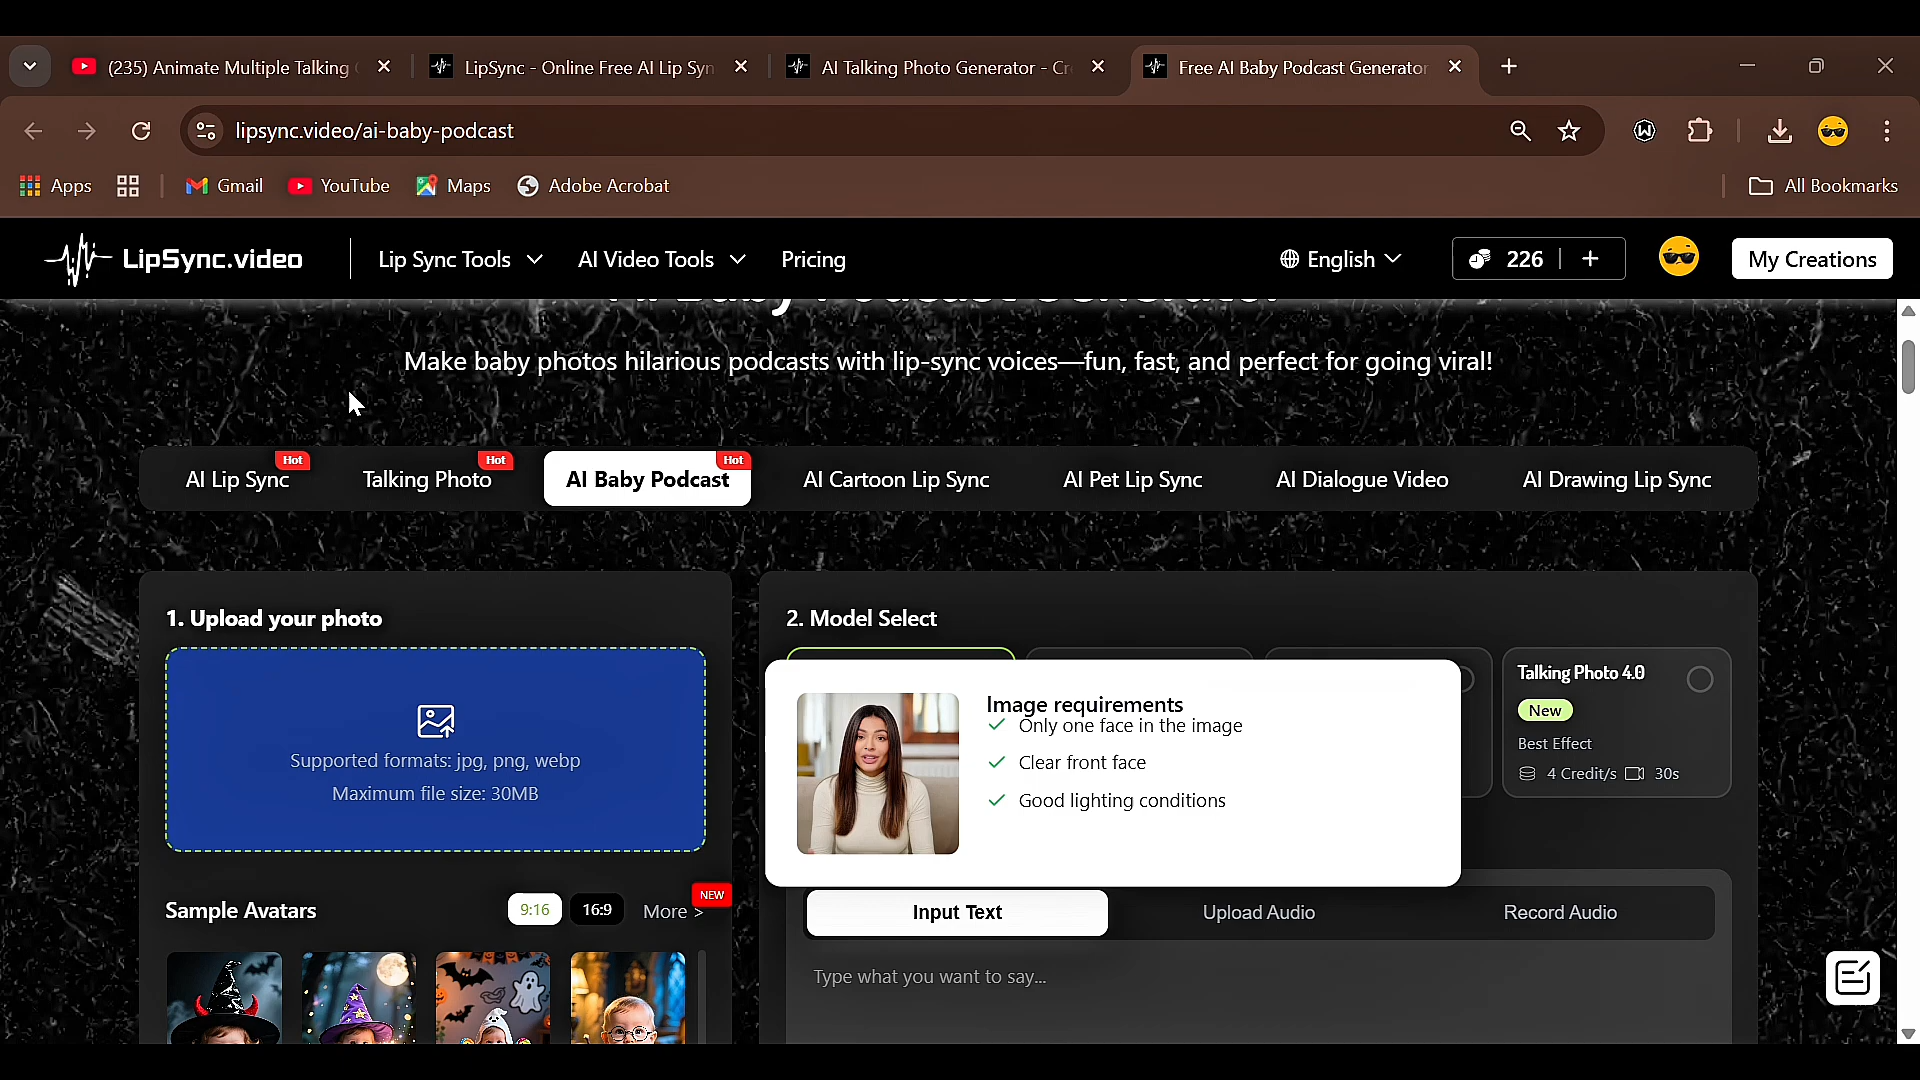 (235) Animate Multiple Talking
LipSync - Online Free AI Lip Syn
AI Talking Photo Generator - Cr
Free AI Baby Podcast Generator
lipsync.video/ai-baby-podcast
Apps
Gmail
YouTube
Maps
Adobe Acrobat
All Bookmarks
LipSync.video
Lip Sync Tools
AI Video Tools
Pricing
English
226
+
My Creations
AI Baby Podcast Generator
Make baby photos hilarious podcasts with lip-sync voices—fun, fast, and perfect for going viral!
AI Lip Sync
Hot
Talking Photo
Hot
AI Baby Podcast
Hot
AI Cartoon Lip Sync
AI Pet Lip Sync
AI Dialogue Video
AI Drawing Lip Sync
1. Upload your photo
Supported formats: jpg, png, webp
Maximum file size: 30MB
Sample Avatars
9:16
16:9
More >
NEW
2. Model Select
Image requirements
Only one face in the image
Clear front face
Good lighting conditions
Talking Photo 4.0
New
Best Effect
4 Credit/s
30s
Input Text
Upload Audio
Record Audio
Type what you want to say...